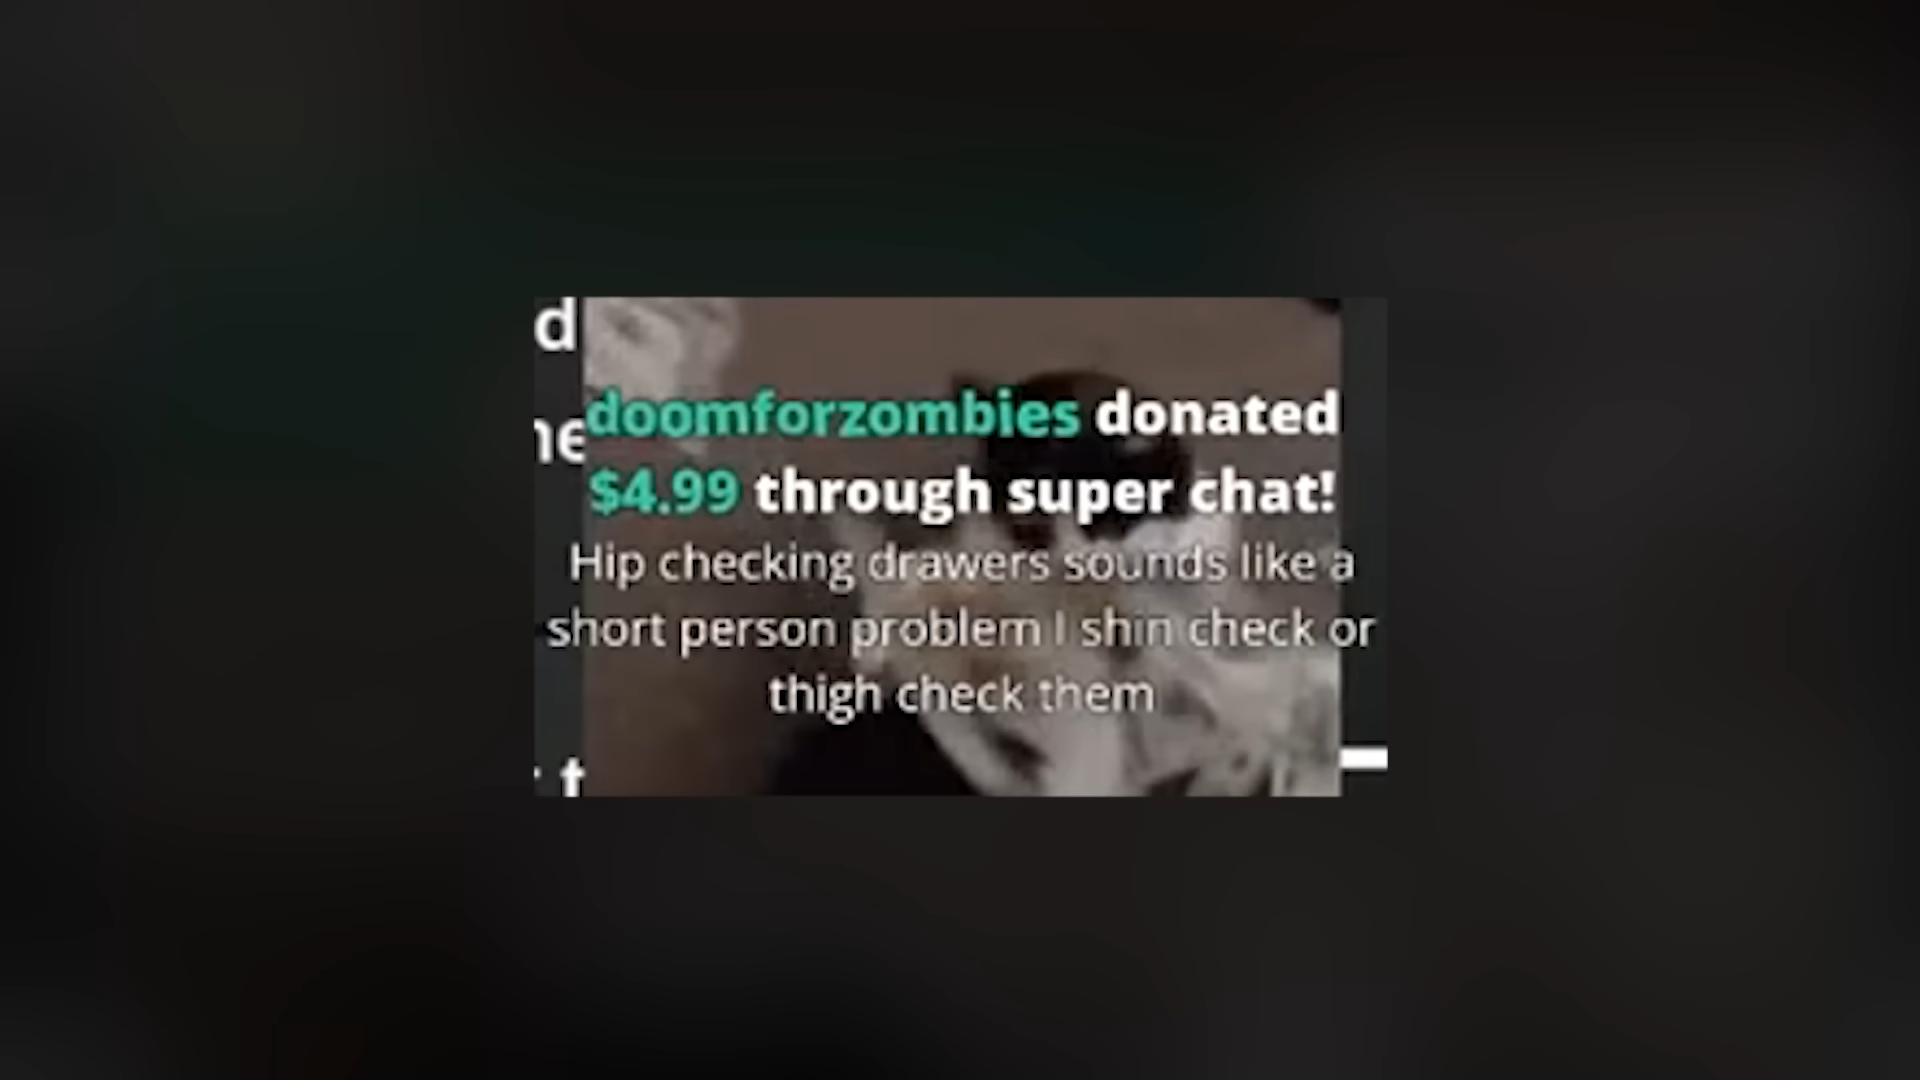 d
he
doomforzombies donated
$4.99 through super chat!
Hip checking drawers sounds like a
short person problem I shin check or
thigh check them
t